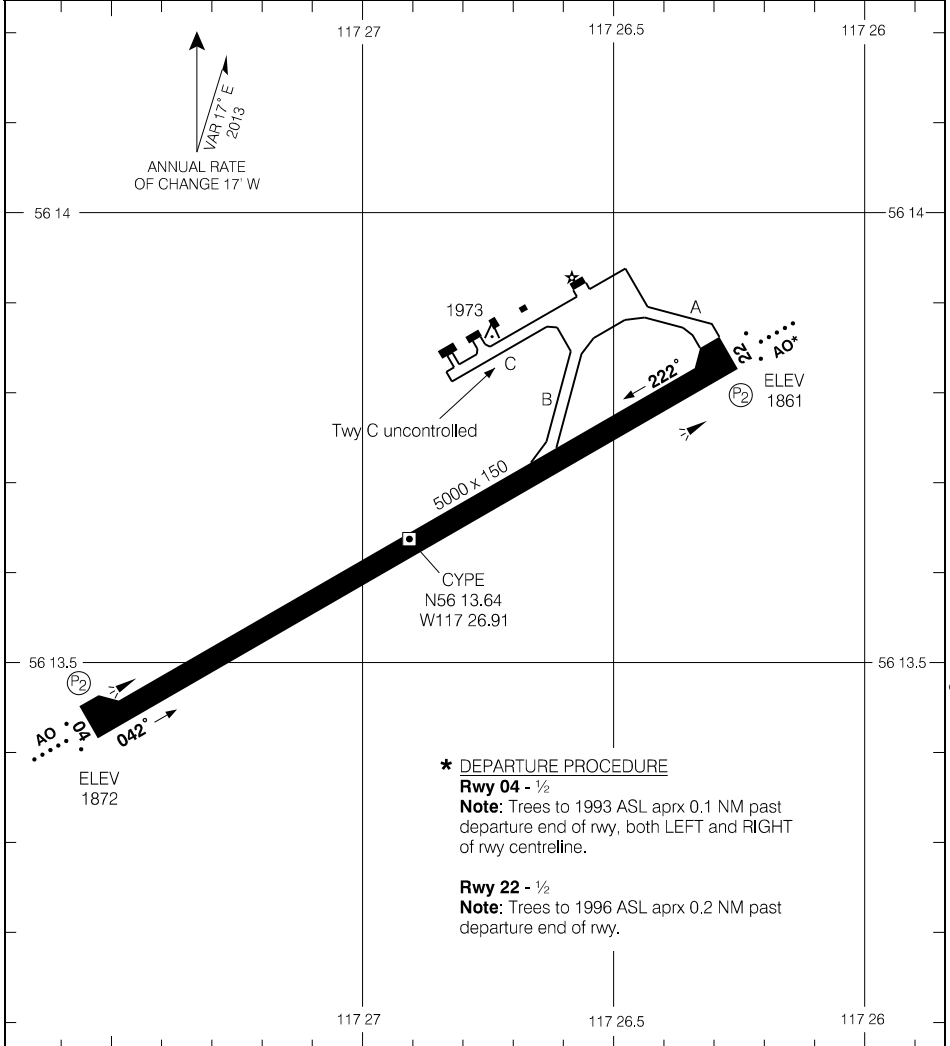 117 27
117 26.5
117 26
VAR 17° E
2013
ANNUAL RATE
OF CHANGE 17' W
56 14
56 14
1973
A
C
B
22
AO*
222°
P2
ELEV
1861
Twy C uncontrolled
5000 x 150
CYPE
N56 13.64
W117 26.91
56 13.5
56 13.5
P2
AO
04
042°
ELEV
1872
* DEPARTURE PROCEDURE
Rwy 04 - ½
Note: Trees to 1993 ASL aprx 0.1 NM past
departure end of rwy, both LEFT and RIGHT
of rwy centreline.
Rwy 22 - ½
Note: Trees to 1996 ASL aprx 0.2 NM past
departure end of rwy.
117 27
117 26.5
117 26